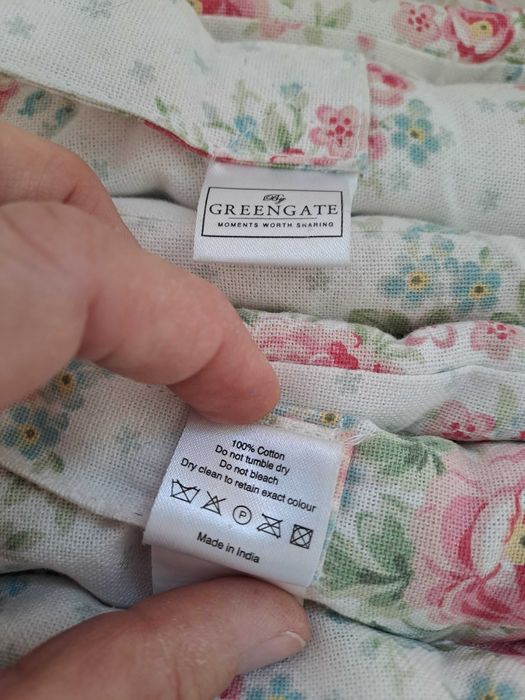 By
GREENGATE
MOMENTS WORTH SHARING
100% Cotton
Do not tumble dry
Do not bleach
Dry clean to retain exact colour
P
Made in India